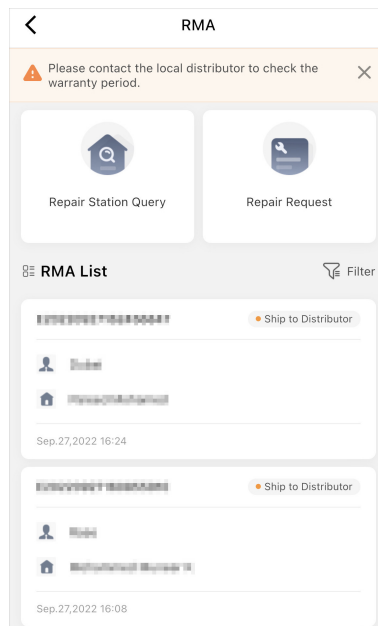 RMA
Please contact the local distributor to check the
warranty period.
Repair Station Query
Repair Request
RMA List
Filter
Ship to Distributor
Sep.27,2022 16:24
Ship to Distributor
Sep.27,2022 16:08